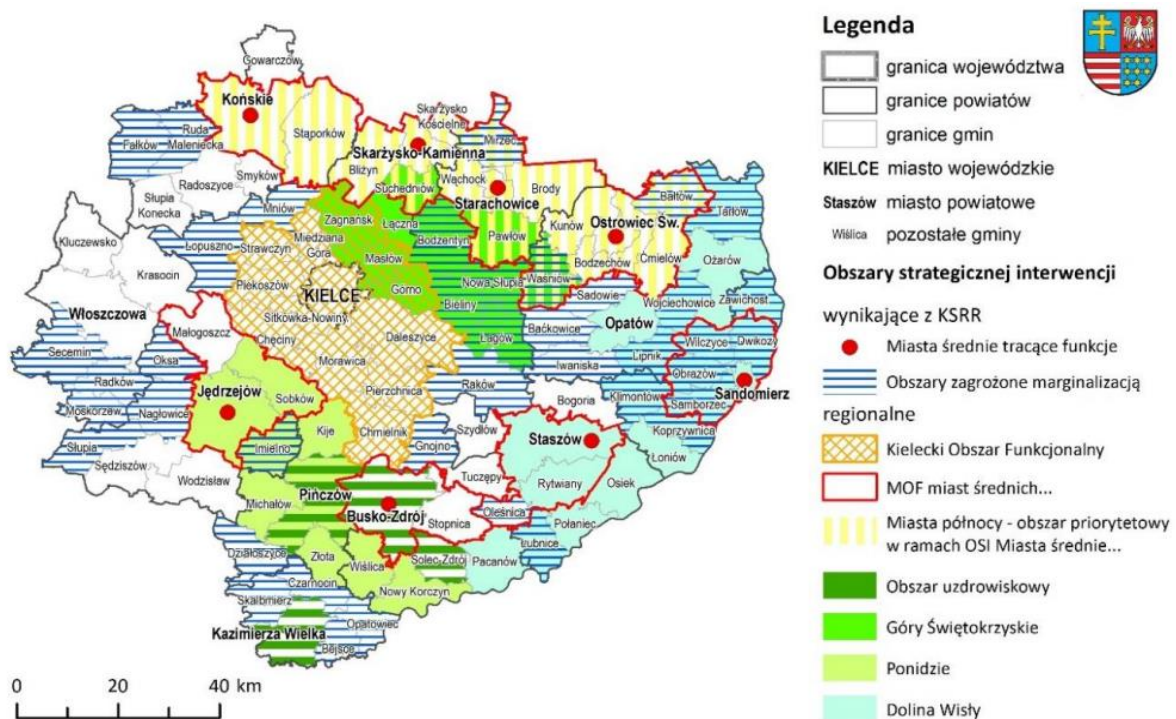 Gowarczów
Końskie
Stąporków
Skarżysko
Kościelne
Mirzec
Ruda
Maleniecka
Fałków
Skarżysko-Kamienna
Bliżyn
Wąchock
Radoszyce
Smyków
Suchedniów
Brody
Starachowice
Bałtów
Tarłów
Słupia
Konecka
Mniów
Zagnańsk
Łączna
Kunów
Ostrowiec Św.
Kluczewsko
Łopuszno
Strawczyn
Miedziana
Góra
Bodzentyn
Pawłów
Bodzechów
Ćmielów
Ożarów
Masłów
Waśniów
Krasocin
Piekoszów
KIELCE
Górno
Nowa Słupia
Sadowie
Wojciechowice
Zawichost
Bieliny
Włoszczowa
Małogoszcz
Sitkówka-Nowiny
Chęciny
Daleszyce
Baćkowice
Opatów
Łagów
Lipnik
Wilczyce
Dwikozy
Secemin
Oksa
Morawica
Iwaniska
Obrazów
Radków
Jędrzejów
Sobków
Pierzchnica
Raków
Klimontów
Sandomierz
Moskorzew
Nagłowice
Bogoria
Samborzec
Kije
Chmielnik
Szydłów
Staszów
Koprzywnica
Słupia
Imielno
Gnojno
Łoniów
Sędziszów
Wodzisław
Tuczępy
Rytwiany
Osiek
Pińczów
Michałów
Busko-Zdrój
Stopnica
Oleśnica
Połaniec
Działoszyce
Złota
Łubnice
Wiślica
Solec-Zdrój
Pacanów
Czarnocin
Skalbmierz
Nowy Korczyn
Opatowiec
Kazimierza Wielka
Bejsce
0 20 40 km
Legenda
granica województwa
granice powiatów
granice gmin
KIELCE miasto wojewódzkie
Staszów miasto powiatowe
Wiślica pozostałe gminy
Obszary strategicznej interwencji
wynikające z KSRR
Miasta średnie tracące funkcje
Obszary zagrożone marginalizacją
regionalne
Kielecki Obszar Funkcjonalny
MOF miast średnich...
Miasta północy - obszar priorytetowy
w ramach OSI Miasta średnie...
Obszar uzdrowiskowy
Góry Świętokrzyskie
Ponidzie
Dolina Wisły